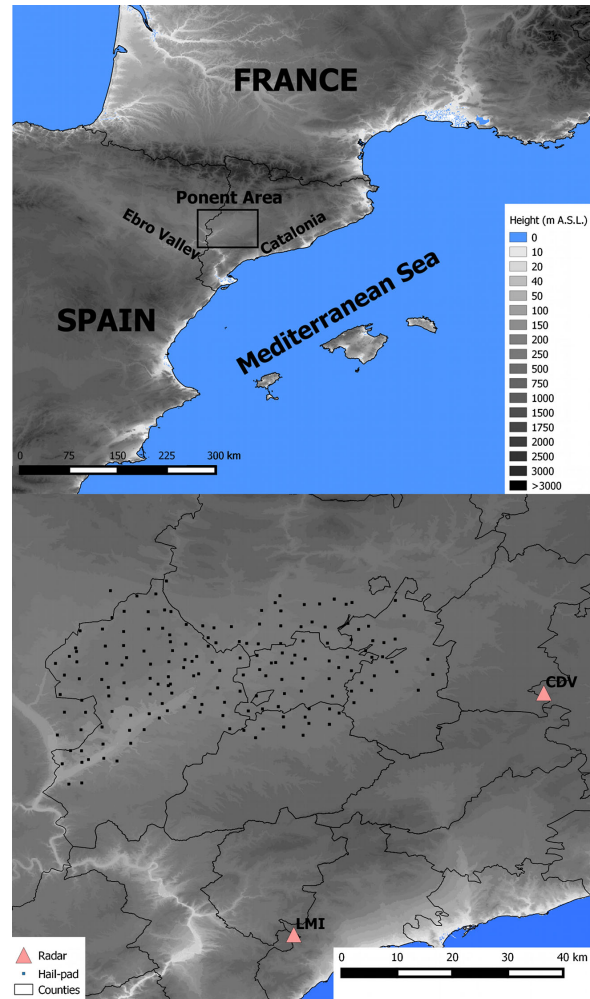 FRANCE
Ponent Area
Ebro Valley
Catalonia
SPAIN
Mediterranean Sea
Height (m A.S.L.)
0
10
20
40
50
100
150
200
250
500
750
1000
1500
1750
2000
2500
3000
>3000
0 75 150 225 300 km
CDV
LMI
Radar
Hail-pad
Counties
0 10 20 30 40 km